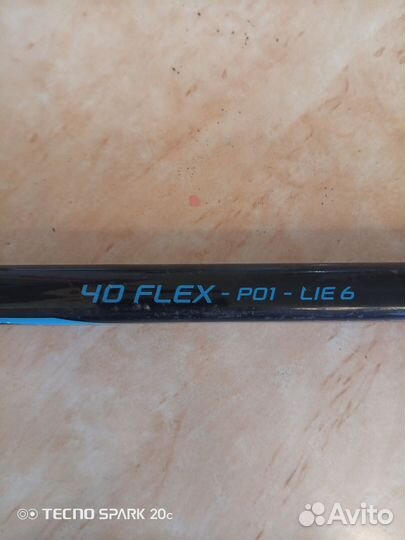 40 FLEX - P01 - LIE 6
TECNO SPARK 20c
Avito